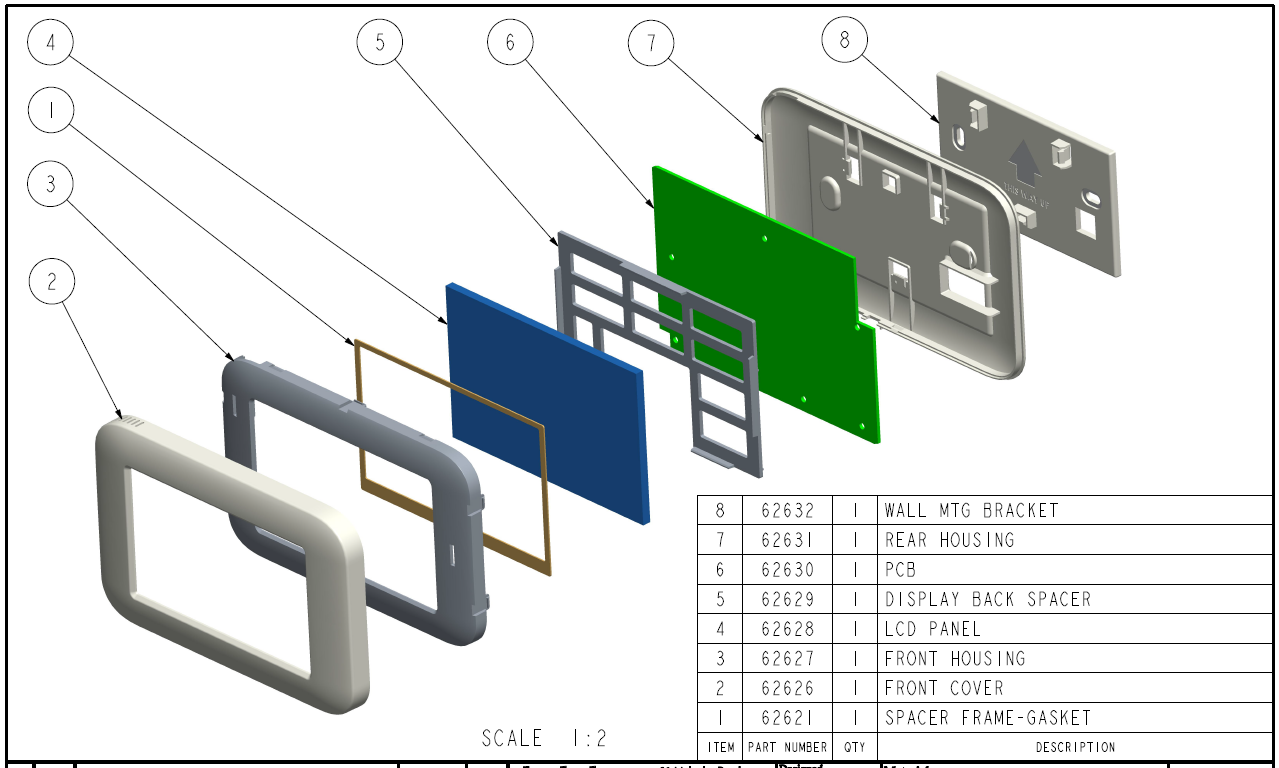 4
5
6
7
8
1
3
2
THIS WAY UP
8 62632 1 WALL MTG BRACKET
7 62631 1 REAR HOUSING
6 62630 1 PCB
5 62629 1 DISPLAY BACK SPACER
4 62628 1 LCD PANEL
3 62627 1 FRONT HOUSING
2 62626 1 FRONT COVER
1 62621 1 SPACER FRAME-GASKET
ITEM PART NUMBER QTY DESCRIPTION
SCALE 1:2